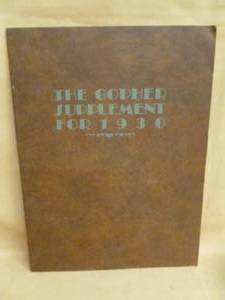 THE GOPHER
SUPPLEMENT
FOR 1930